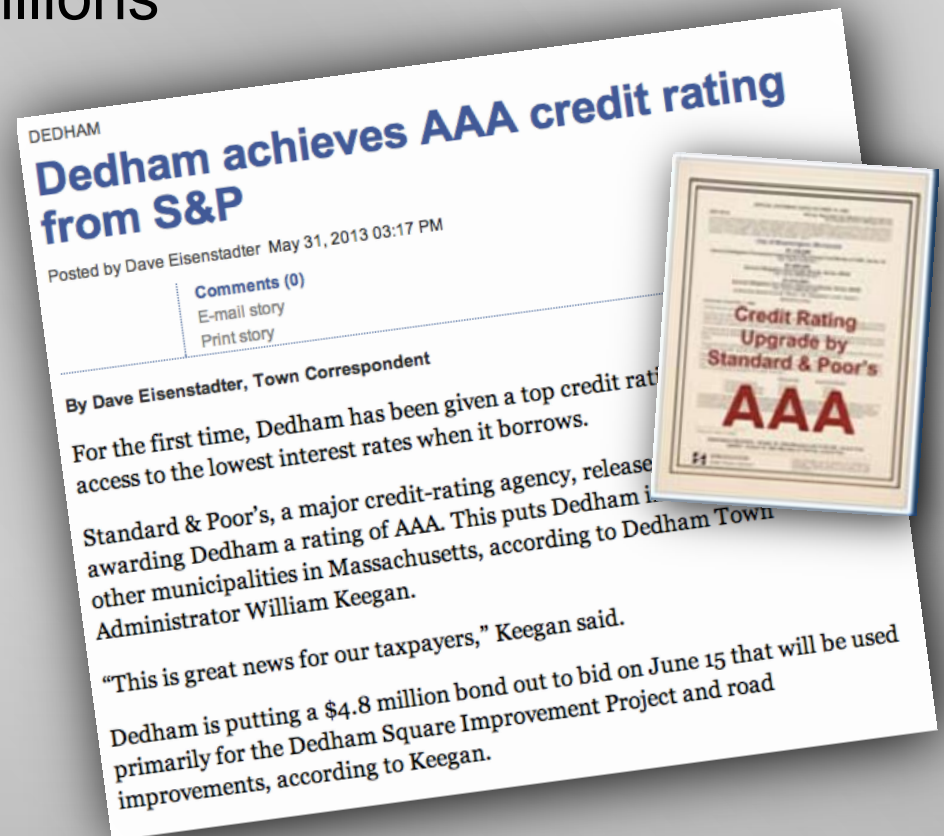 DEDHAM
Dedham achieves AAA credit rating
from S&P
Posted by Dave Eisenstadter May 31, 2013 03:17 PM
Comments (0)
E-mail story
Print story
By Dave Eisenstadter, Town Correspondent
For the first time, Dedham has been given a top credit
access to the lowest interest rates when it borrows.
Standard & Poor's, a major credit-rating agency,
awarding Dedham a rating of AAA. This puts Dedham
other municipalities in Massachusetts, according to Dedham Town
Administrator William Keegan.
“This is great news for our taxpayers,” Keegan said.
Dedham is putting a $4.8 million bond out to bid on June 15 that will be used
primarily for the Dedham Square Improvement Project and road
improvements, according to Keegan.
Credit Rating
Upgrade by
Standard & Poor's
AAA